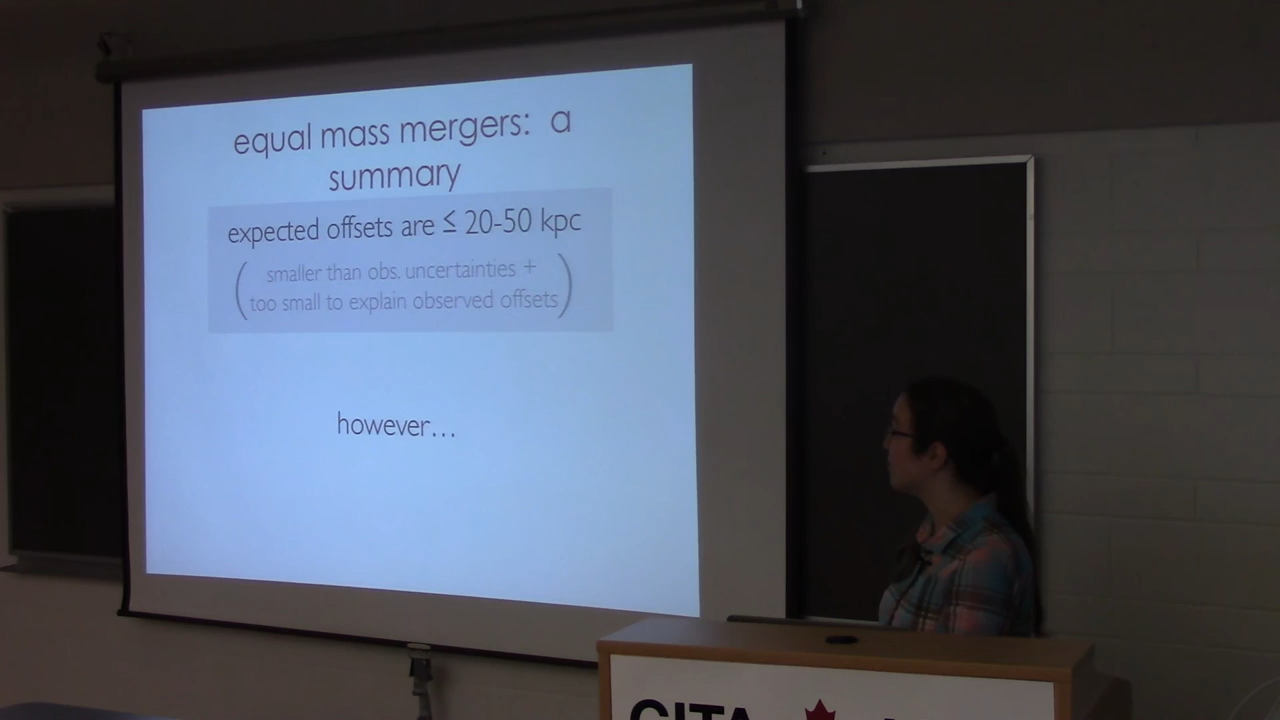 equal mass mergers: a
summary
expected offsets are ≤ 20-50 kpc
( smaller than obs. uncertainties +
too small to explain observed offsets )
however...
CITA